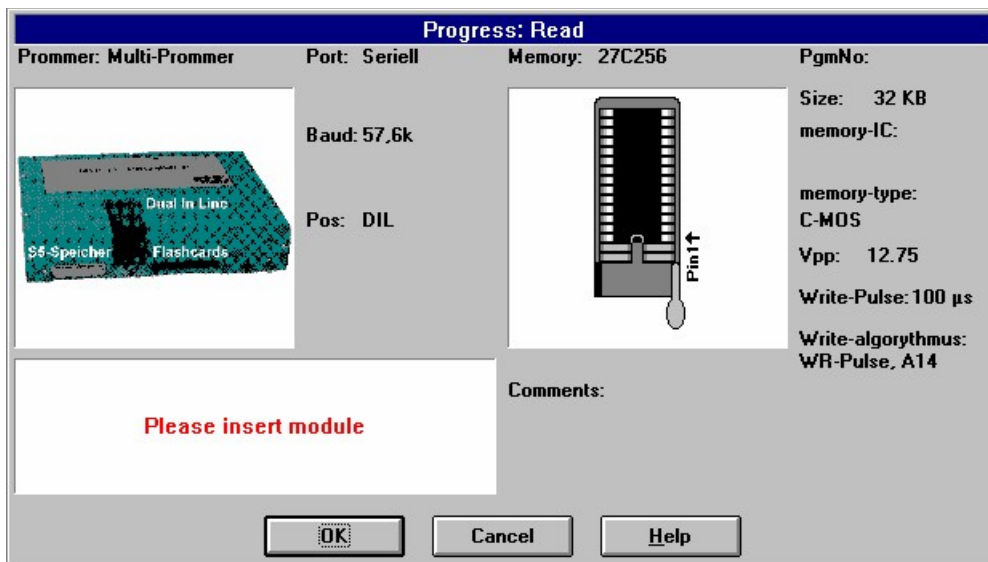 Progress: Read
Prommer: Multi-Prommer
Port: Seriell
Memory: 27C256
PgmNo:
Dual In Line
S5-Speicher
Flashcards
Baud: 57,6k
Pos: DIL
Pin1
Size: 32 KB
memory-IC:
memory-type:
C-MOS
Vpp: 12.75
Write-Pulse: 100 µs
Write-algorythmus:
WR-Pulse, A14
Please insert module
Comments:
OK
Cancel
Help